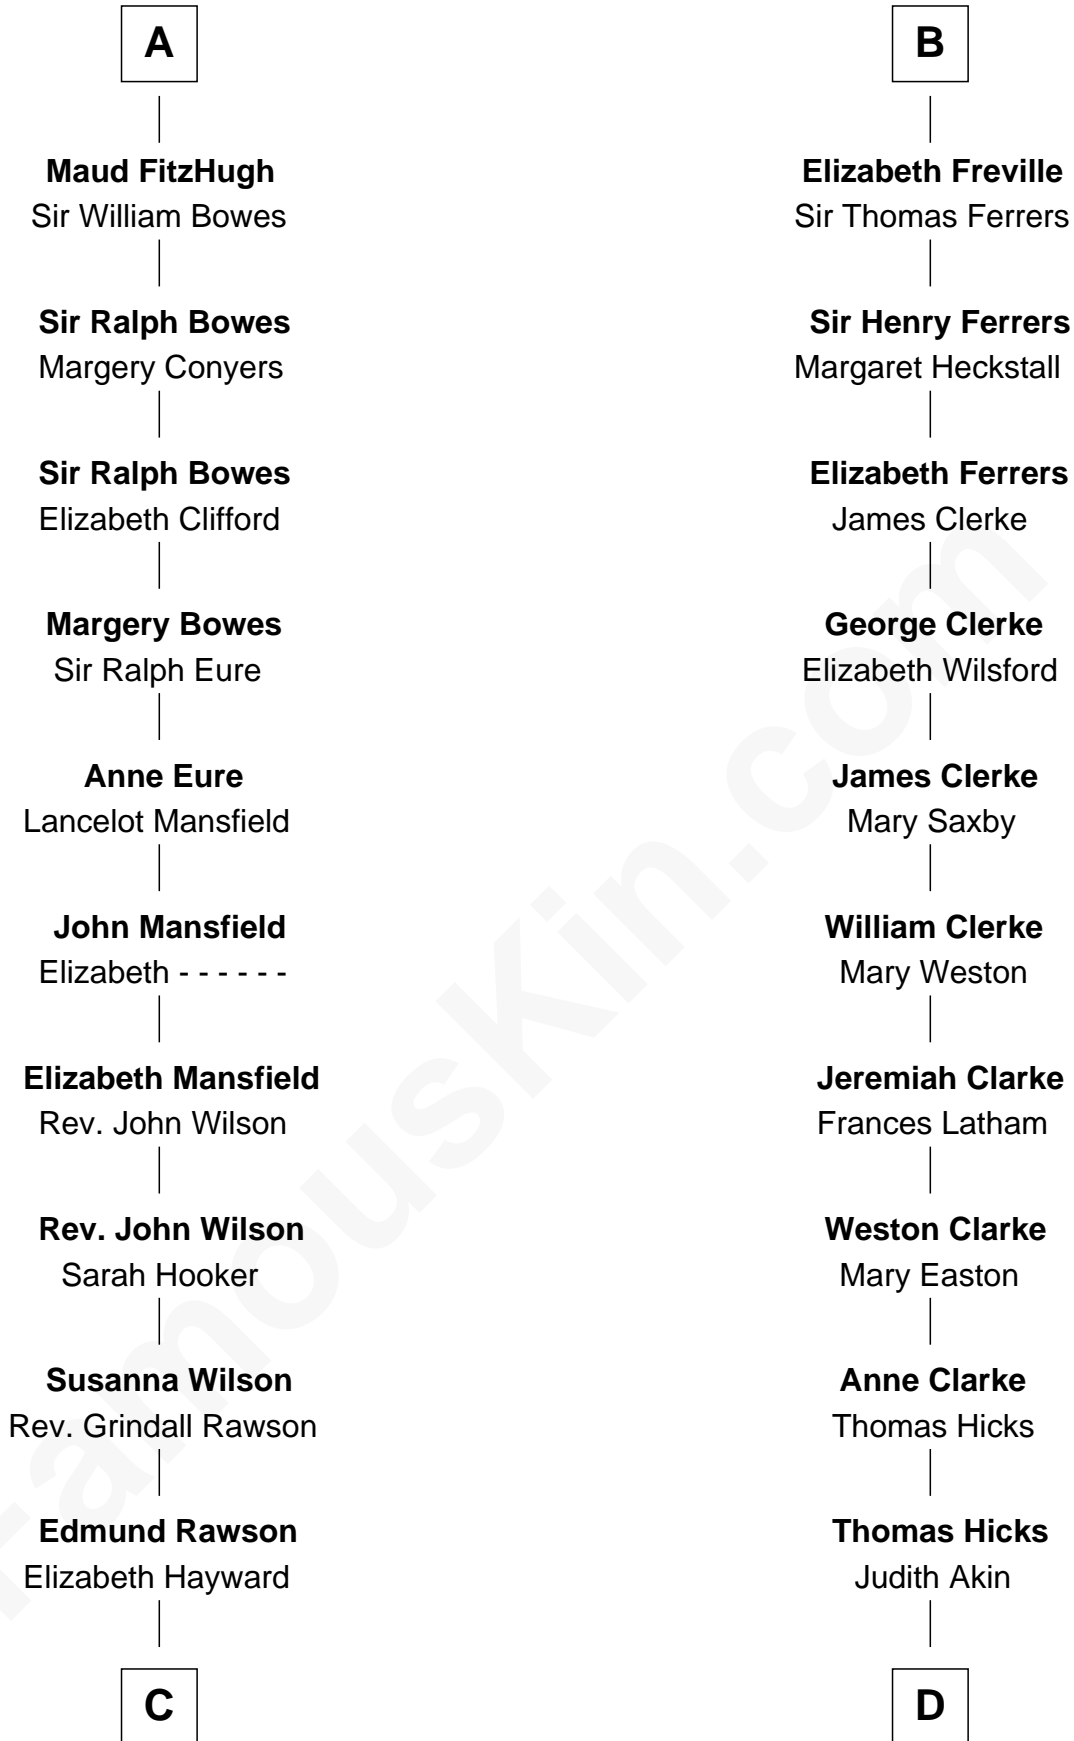 A
Maud FitzHugh
Sir William Bowes
Sir Ralph Bowes
Margery Conyers
Sir Ralph Bowes
Elizabeth Clifford
Margery Bowes
Sir Ralph Eure
Anne Eure
Lancelot Mansfield
John Mansfield
Elizabeth - - - - - -
Elizabeth Mansfield
Rev. John Wilson
Rev. John Wilson
Sarah Hooker
Susanna Wilson
Rev. Grindall Rawson
Edmund Rawson
Elizabeth Hayward
C
B
Elizabeth Freville
Sir Thomas Ferrers
Sir Henry Ferrers
Margaret Heckstall
Elizabeth Ferrers
James Clerke
George Clerke
Elizabeth Wilsford
James Clerke
Mary Saxby
William Clerke
Mary Weston
Jeremiah Clarke
Frances Latham
Weston Clarke
Mary Easton
Anne Clarke
Thomas Hicks
Thomas Hicks
Judith Akin
D
FamousKin.com